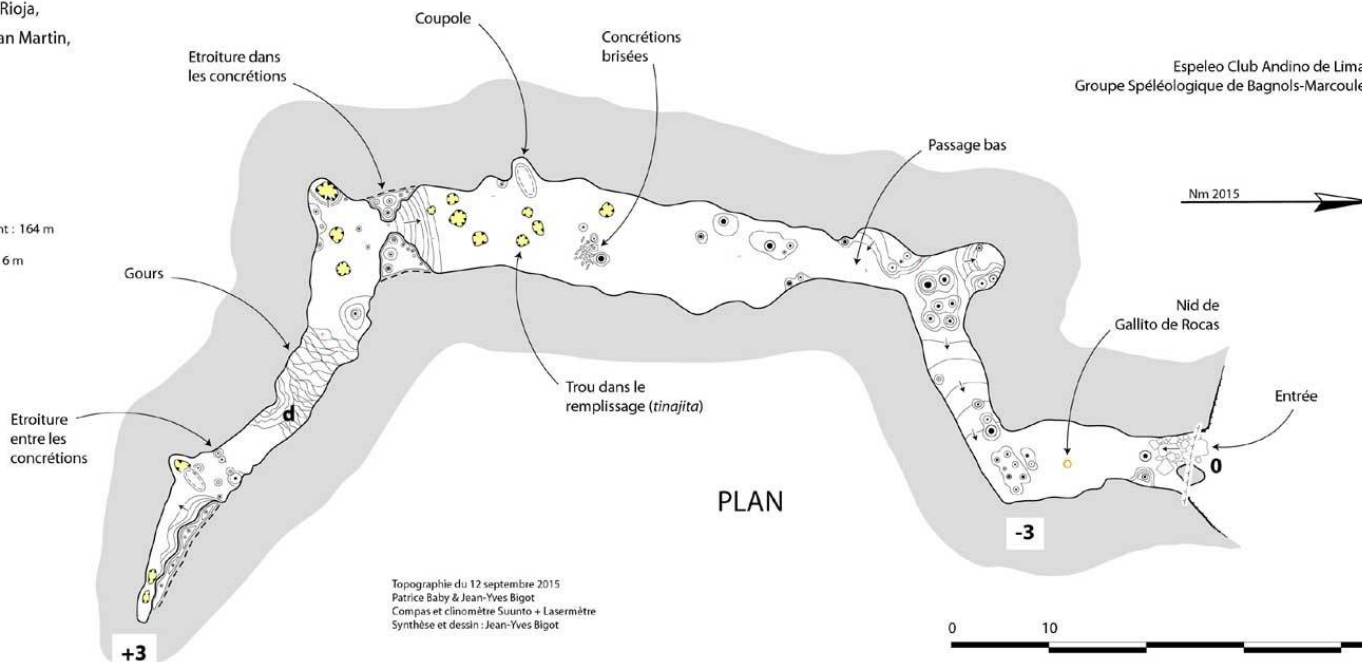 Rioja,
an Martin,
nt : 164 m
6 m
Coupole
Etroiture dans
les concrétions
Concrétions
brisées
Espeleo Club Andino de Lima
Groupe Spéléologique de Bagnols-Marcoule
Passage bas
Nm 2015
Gours
Nid de
Gallito de Rocas
Trou dans le
remplissage (tinajita)
Entrée
Etroiture
entre les
concrétions
d
0
PLAN
-3
Topographie du 12 septembre 2015
Patrice Baby & Jean-Yves Bigot
Compas et clinomètre Suunto + Lasermètre
Synthèse et dessin : Jean-Yves Bigot
0 10
+3